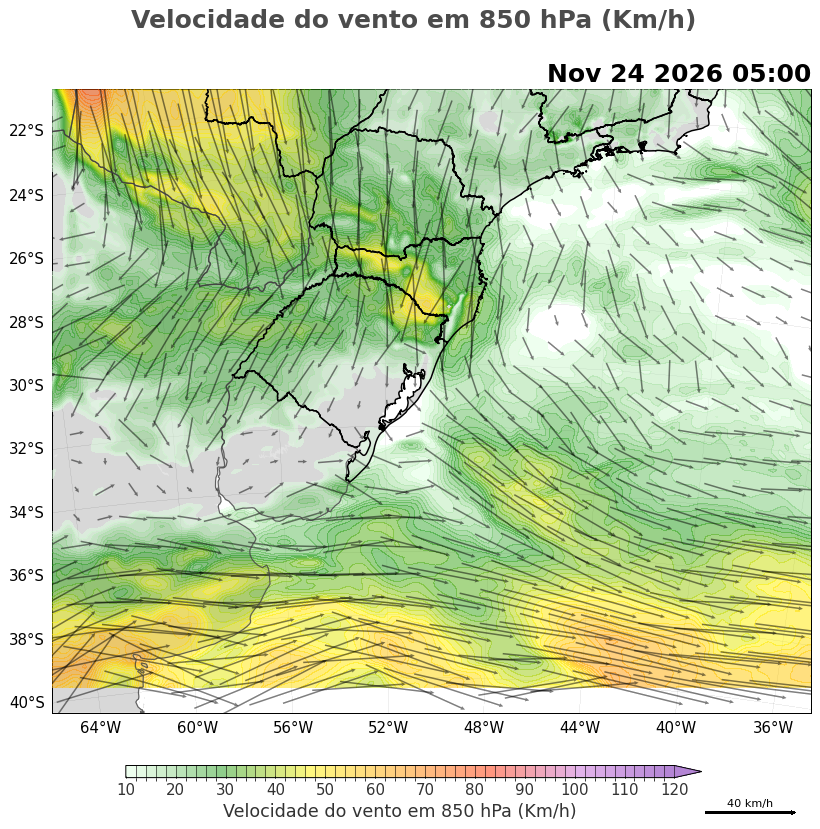 Velocidade do vento em 850 hPa (Km/h)
Nov 24 2026 05:00
22°S
24°S
26°S
28°S
30°S
32°S
34°S
36°S
38°S
40°S
64°W 60°W 56°W 52°W 48°W 44°W 40°W 36°W
10 20 30 40 50 60 70 80 90 100 110 120
Velocidade do vento em 850 hPa (Km/h)
40 km/h